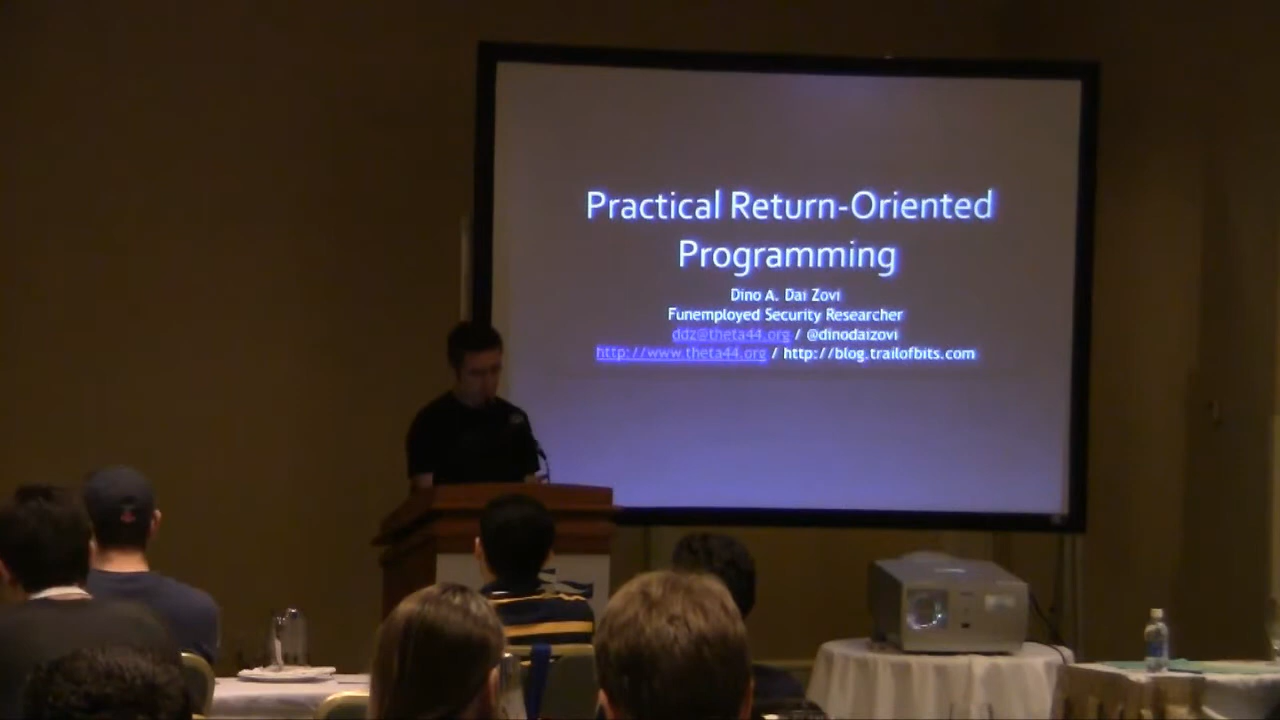 Practical Return-Oriented
Programming
Dino A. Dai Zovi
Funemployed Security Researcher
ddz@theta44.org / @dinodaizovi
http://www.theta44.org / http://blog.trailofbits.com